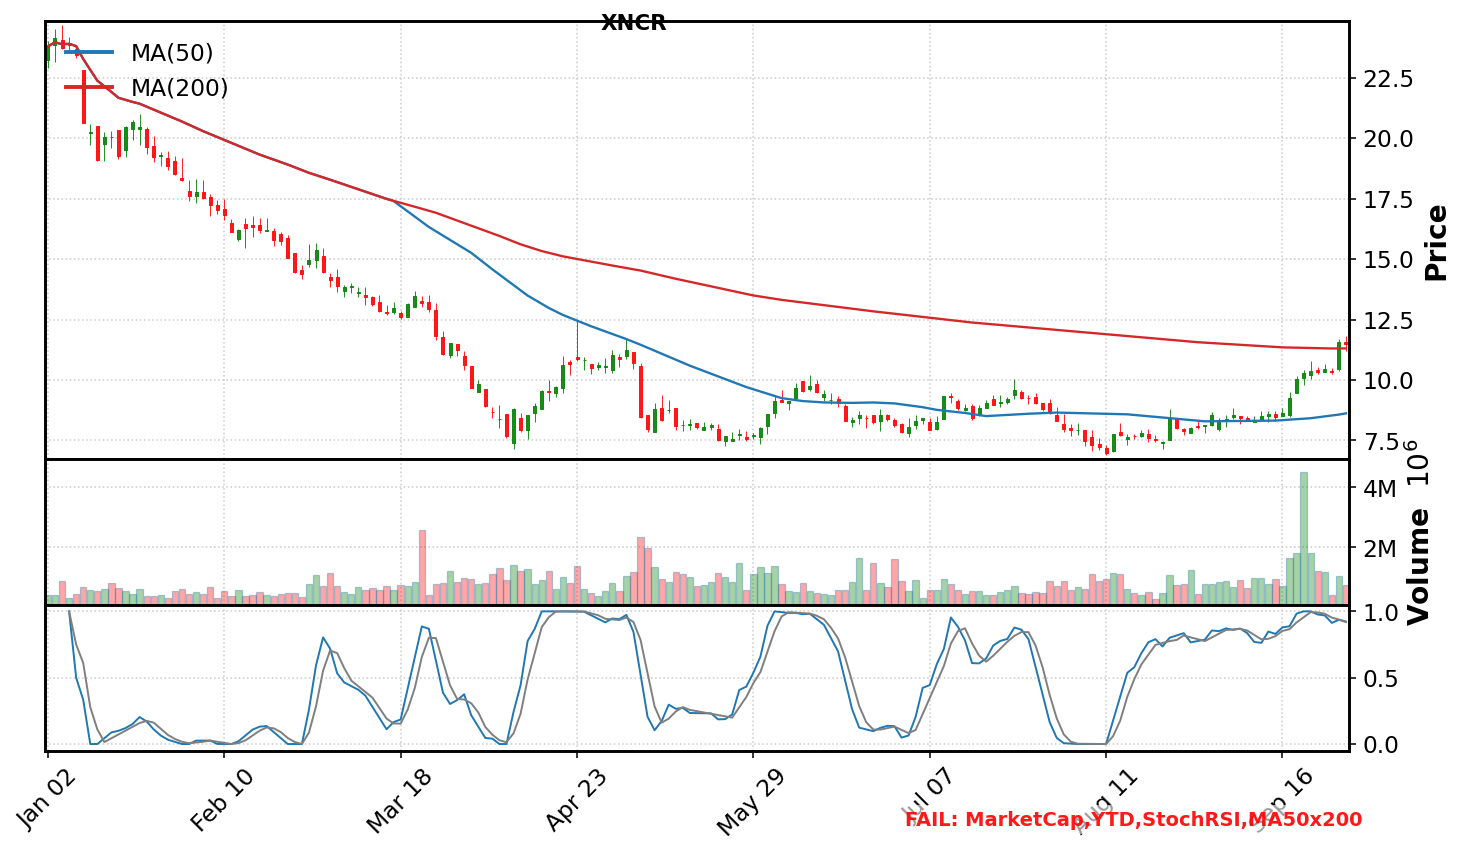 XNCR
MA(50)
MA(200)
22.5
20.0
17.5
15.0
12.5
10.0
7.5
Price
4M
2M
Volume 10^6
1.0
0.5
0.0
Jan 02
Feb 10
Mar 18
Apr 23
May 29
Jul 07
Aug 11
Sep 16
FAIL: MarketCap,YTD,StochRSI,MA50x200